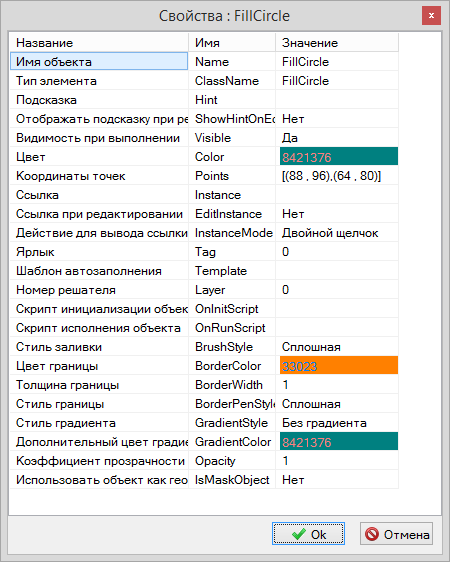 Свойства : FillCircle
x
Название Имя Значение
Имя объекта Name FillCircle
Тип элемента ClassName FillCircle
Подсказка Hint
Отображать подсказку при ре ShowHintOnEd Нет
Видимость при выполнении Visible Да
Цвет Color 8421376
Координаты точек Points [(88 , 96),(64 , 80)]
Ссылка Instance
Ссылка при редактировании EditInstance Нет
Действие для вывода ссылки InstanceMode Двойной щелчок
Ярлык Tag 0
Шаблон автозаполнения Template
Номер решателя Layer 0
Скрипт инициализации объек OnInitScript
Скрипт исполнения объекта OnRunScript
Стиль заливки BrushStyle Сплошная
Цвет границы BorderColor 33023
Толщина границы BorderWidth 1
Стиль границы BorderPenStyle Сплошная
Стиль градиента GradientStyle Без градиента
Дополнительный цвет градие GradientColor 8421376
Коэффициент прозрачности Opacity 1
Использовать объект как гео IsMaskObject Нет
Ok Отмена